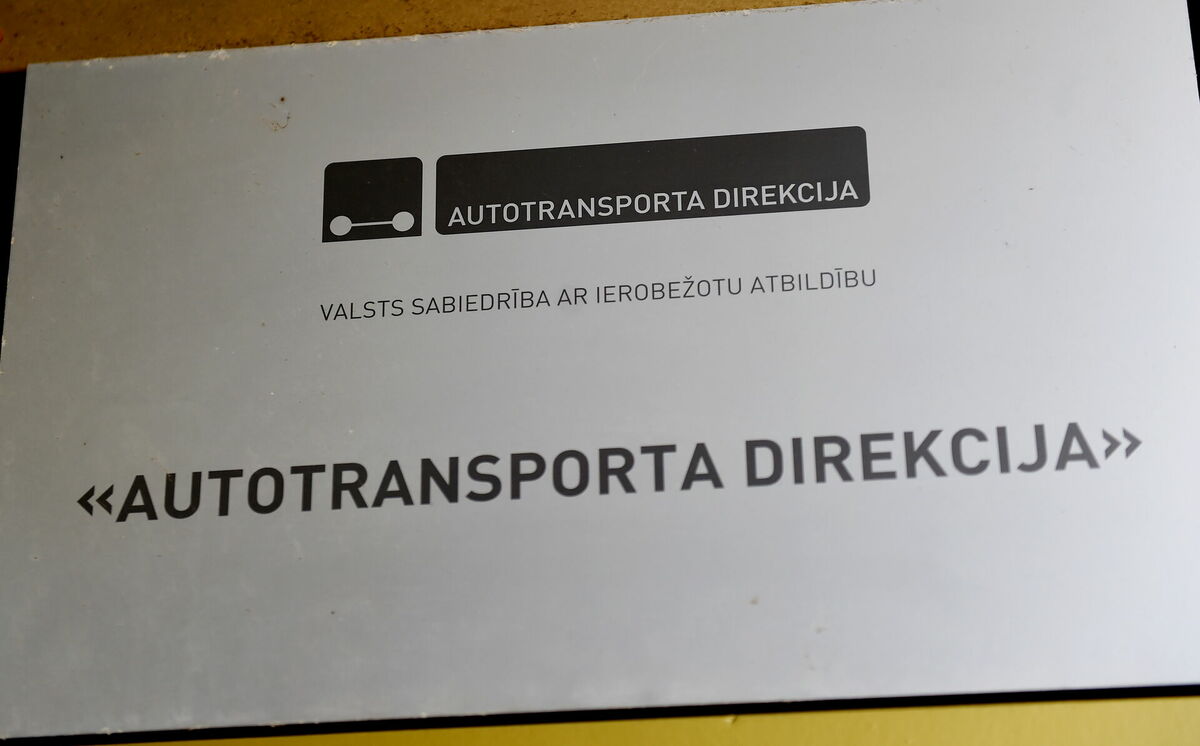 AUTOTRANSPORTA DIREKCIJA
VALSTS SABIEDRĪBA AR IEROBEŽOTU ATBILDĪBU
«AUTOTRANSPORTA DIREKCIJA»